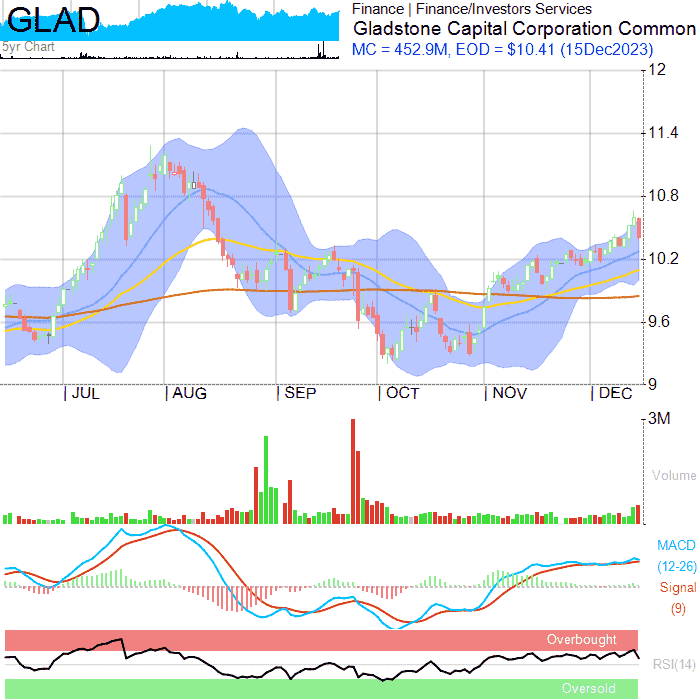 GLAD
5yr Chart
Finance | Finance/Investors Services
Gladstone Capital Corporation Common
MC = 452.9M, EOD = $10.41 (15Dec2023)
12
11.4
10.8
10.2
9.6
9
| JUL | AUG | SEP | OCT | NOV | DEC
3M
Volume
MACD
(12-26)
Signal
(9)
Overbought
RSI(14)
Oversold